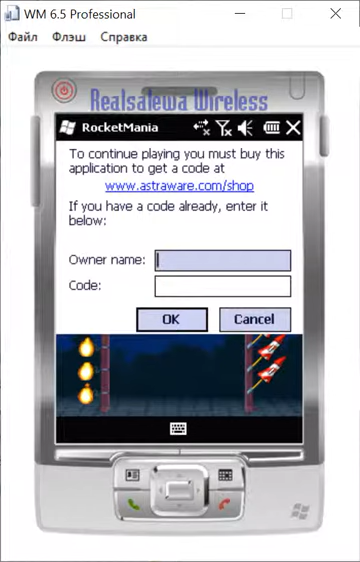 WM 6.5 Professional
Файл Флэш Справка
Realsalewa Wireless
RocketMania
To continue playing you must buy this
application to get a code at
www.astraware.com/shop
If you have a code already, enter it
below:
Owner name:
Code:
OK Cancel